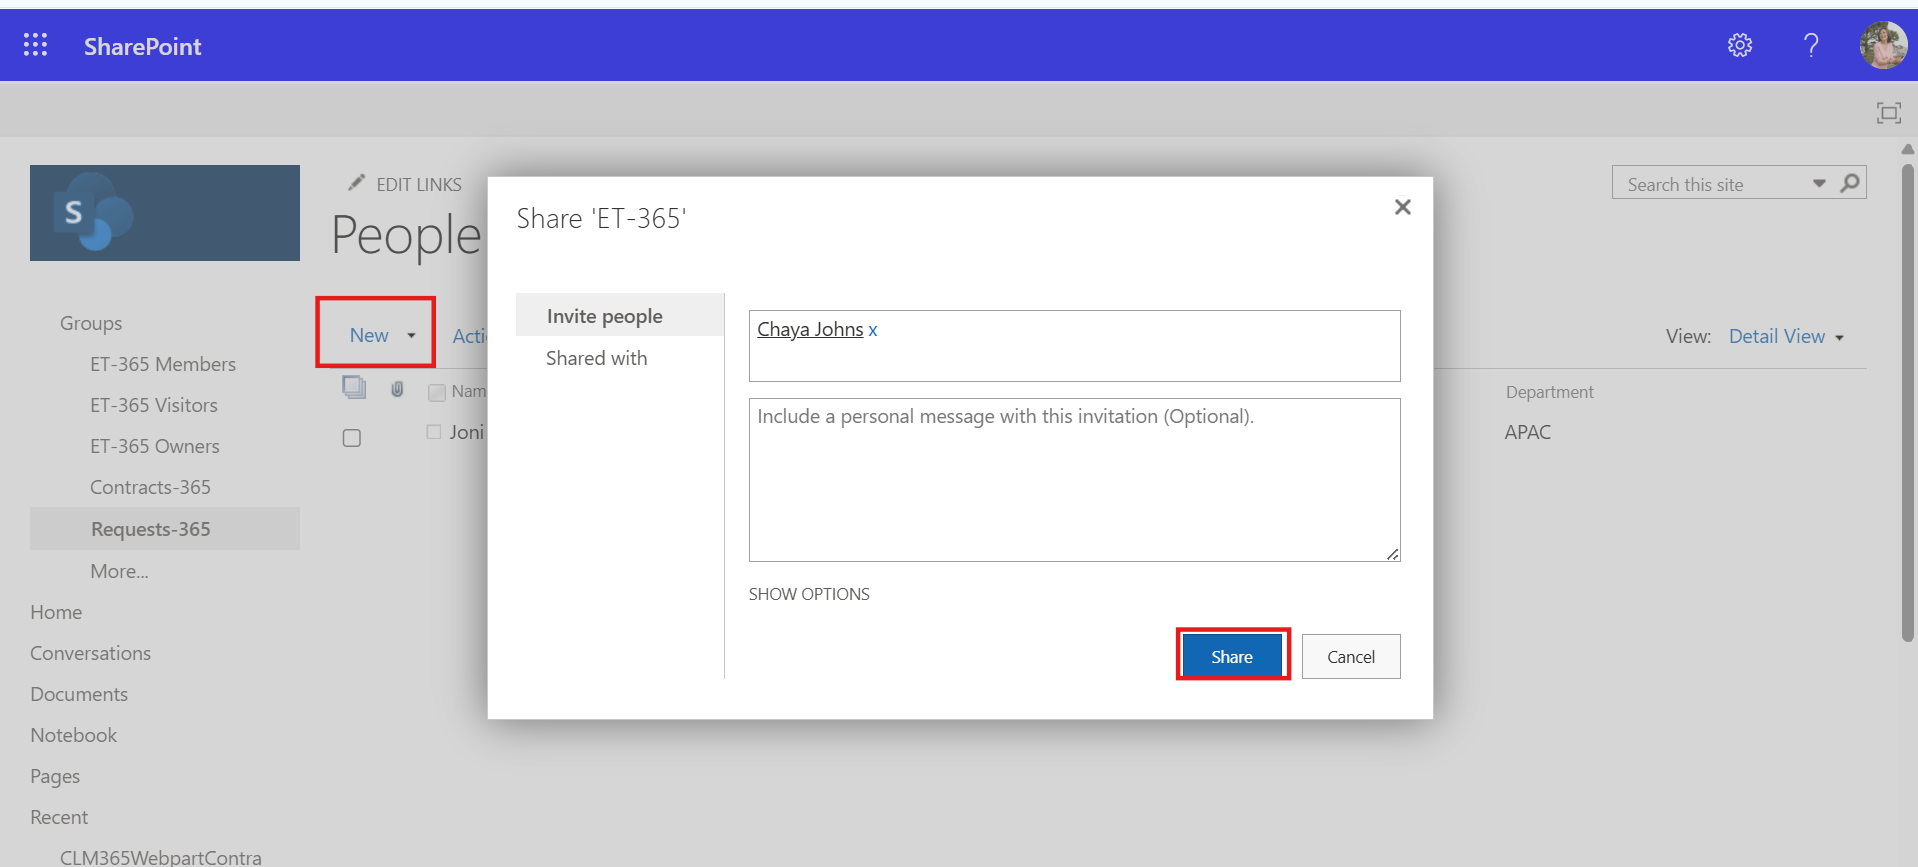 SharePoint
?
S
EDIT LINKS
Search this site
People
Share 'ET-365'
Groups
ET-365 Members
ET-365 Visitors
ET-365 Owners
Contracts-365
Requests-365
More...
Home
Conversations
Documents
Notebook
Pages
Recent
CLM365WebpartContra
New
Acti
View: Detail View
Nam
Department
Joni
APAC
Invite people
Shared with
Chaya Johns x
Include a personal message with this invitation (Optional).
SHOW OPTIONS
Share
Cancel